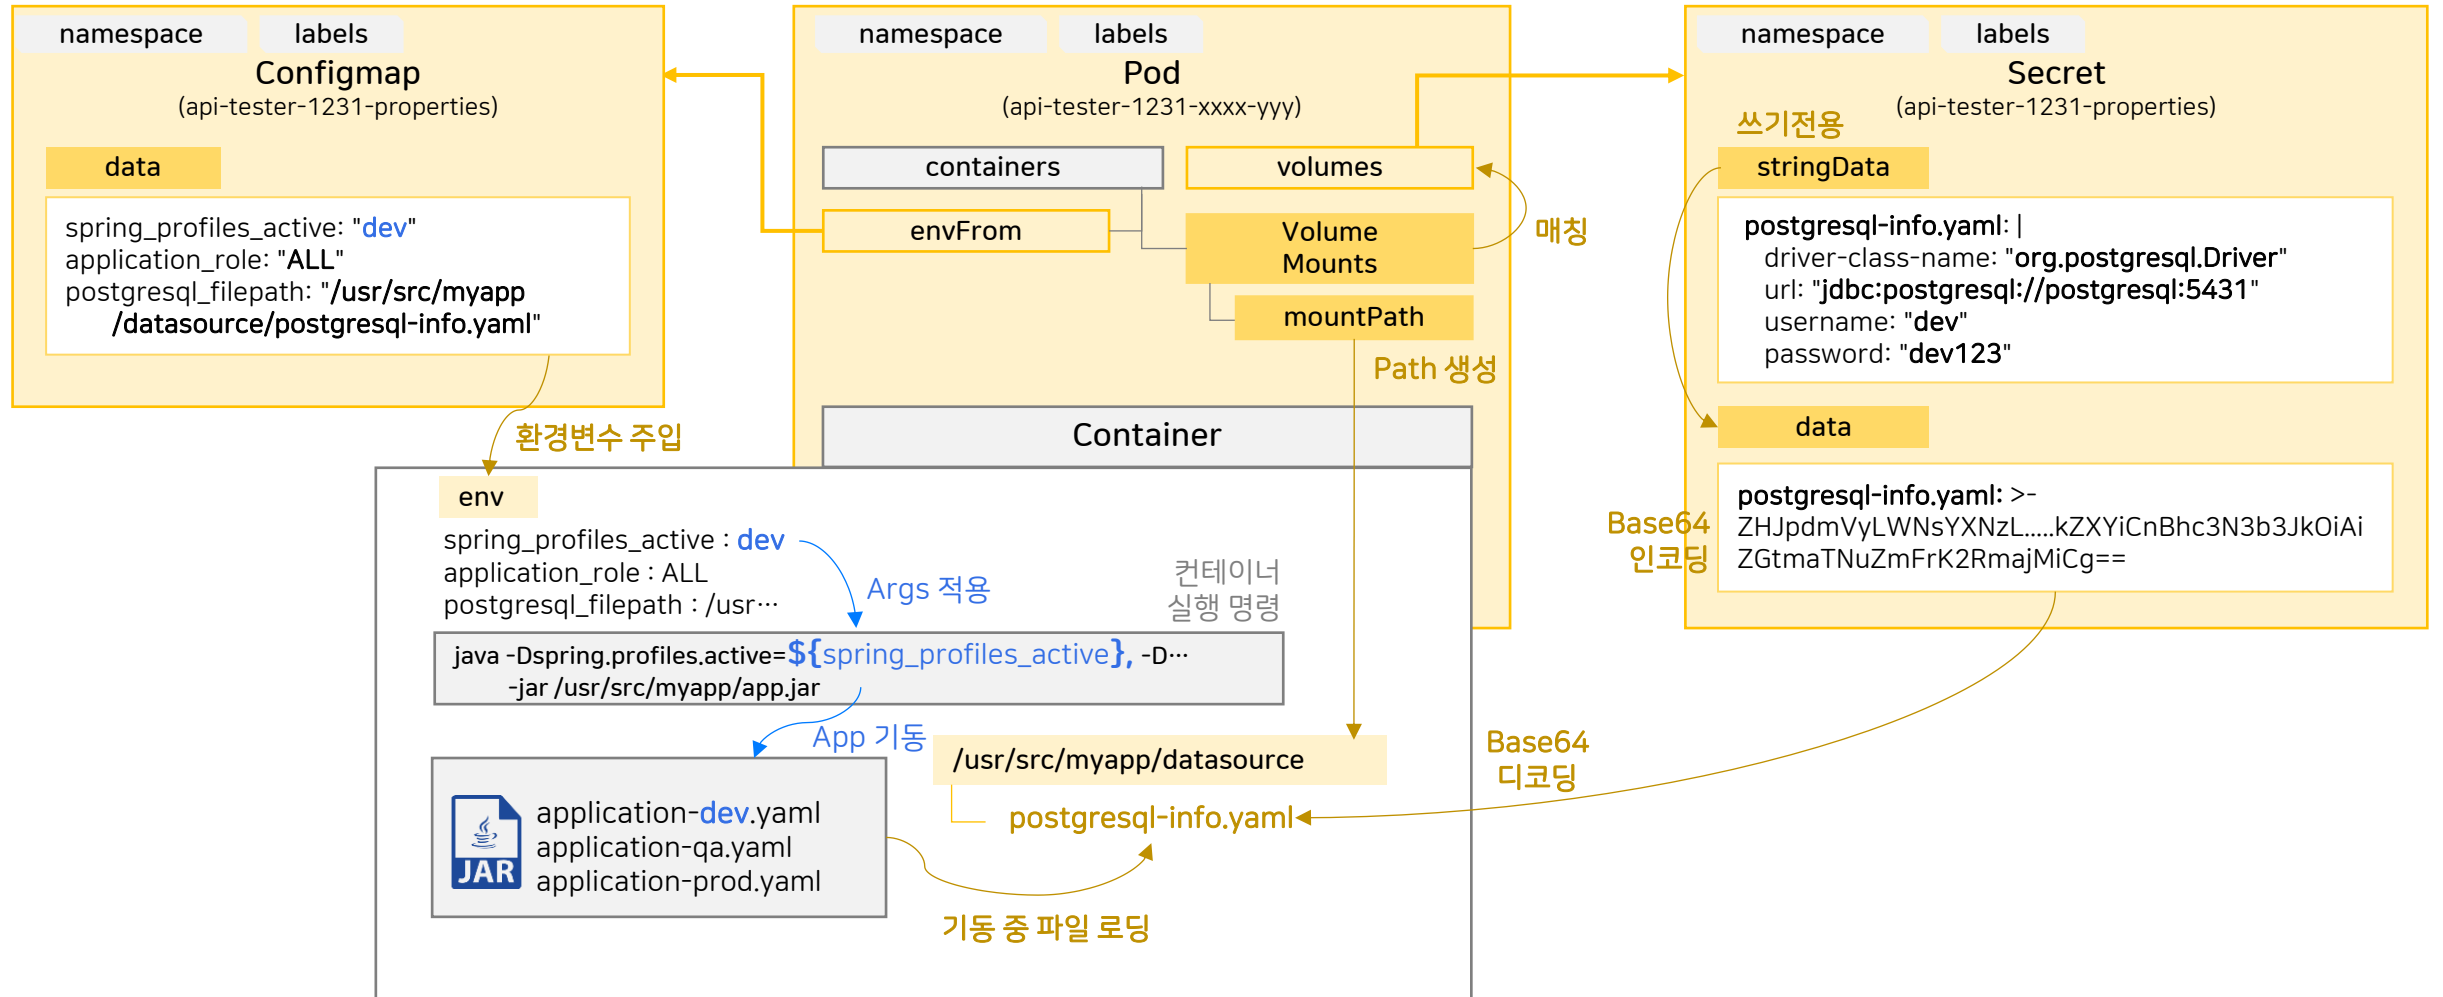 namespace
labels
Configmap
(api-tester-1231-properties)
data
spring_profiles_active: "dev"
application_role: "ALL"
postgresql_filepath: "/usr/src/myapp
/datasource/postgresql-info.yaml"
환경변수 주입
namespace
labels
Pod
(api-tester-1231-xxxx-yyy)
containers
volumes
envFrom
Volume
Mounts
매칭
mountPath
Path 생성
Container
namespace
labels
Secret
(api-tester-1231-properties)
쓰기전용
stringData
postgresql-info.yaml: |
driver-class-name: "org.postgresql.Driver"
url: "jdbc:postgresql://postgresql:5431"
username: "dev"
password: "dev123"
data
Base64
인코딩
postgresql-info.yaml: >-
ZHJpdmVyLWNsYXNzL.....kZXYiCnBhc3N3b3JkOiAi
ZGtmaTNuZmFrK2RmajMiCg==
env
spring_profiles_active : dev
application_role : ALL
postgresql_filepath : /usr…
Args 적용
컨테이너
실행 명령
java -Dspring.profiles.active=${spring_profiles_active}, -D…
-jar /usr/src/myapp/app.jar
App 기동
/usr/src/myapp/datasource
postgresql-info.yaml
Base64
디코딩
JAR
application-dev.yaml
application-qa.yaml
application-prod.yaml
기동 중 파일 로딩